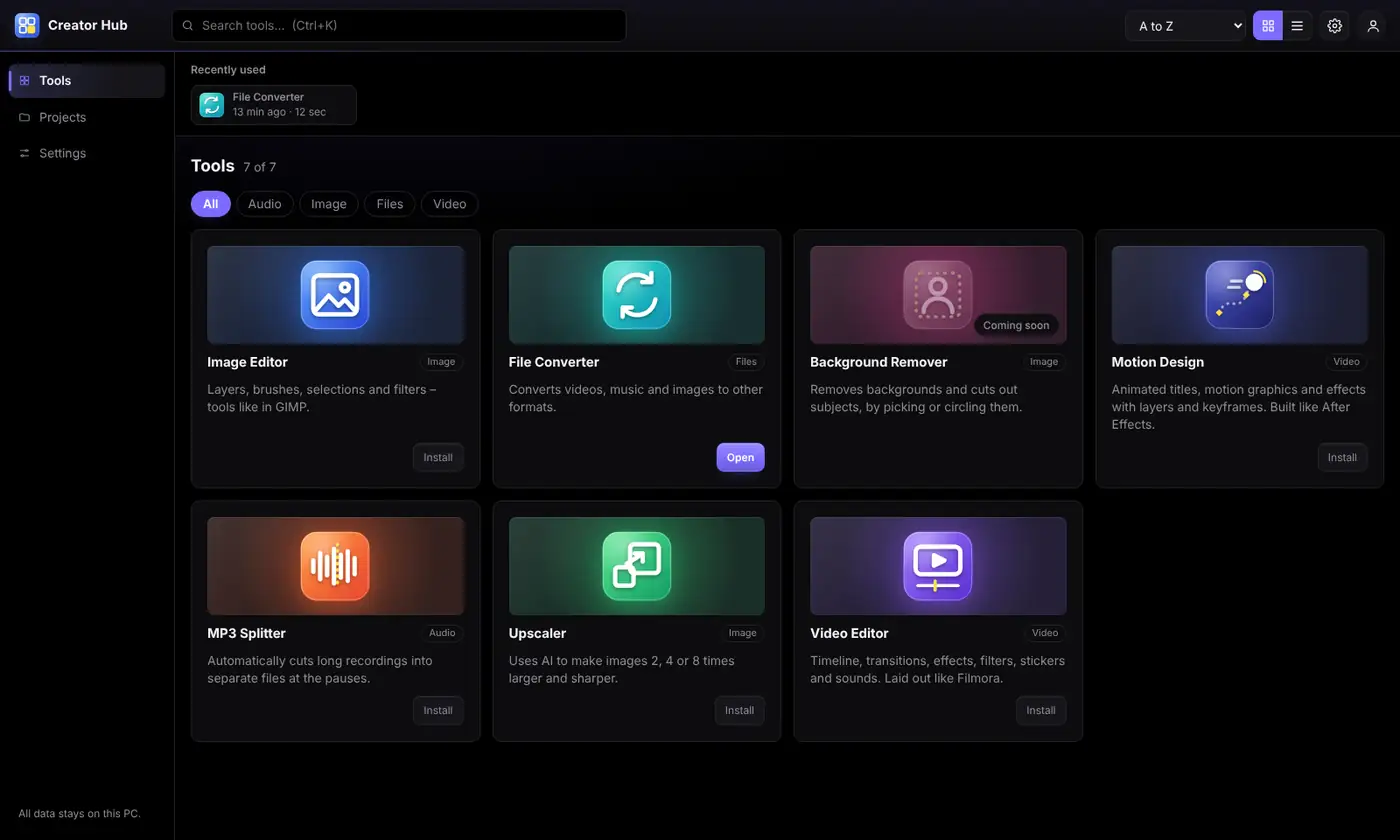 Creator Hub
Search tools... (Ctrl+K)
A to Z
Tools
Projects
Settings
Recently used
File Converter
13 min ago · 12 sec
Tools 7 of 7
All
Audio
Image
Files
Video
Image Editor
Image
Layers, brushes, selections and filters –
tools like in GIMP.
Install
File Converter
Files
Converts videos, music and images to other
formats.
Open
Coming soon
Background Remover
Image
Removes backgrounds and cuts out
subjects, by picking or circling them.
Motion Design
Video
Animated titles, motion graphics and effects
with layers and keyframes. Built like After
Effects.
Install
MP3 Splitter
Audio
Automatically cuts long recordings into
separate files at the pauses.
Install
Upscaler
Image
Uses AI to make images 2, 4 or 8 times
larger and sharper.
Install
Video Editor
Video
Timeline, transitions, effects, filters, stickers
and sounds. Laid out like Filmora.
Install
All data stays on this PC.